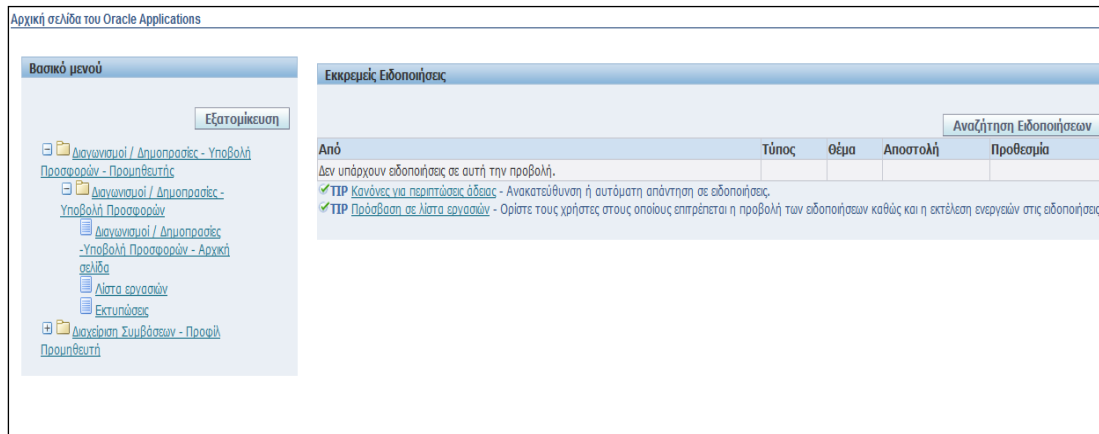 Αρχική σελίδα του Oracle Applications
Βασικό μενού
Εξατομίκευση
Διαγωνισμοί / Δημοπρασίες - Υποβολή
Προσφορών - Προμηθευτής
Διαγωνισμοί / Δημοπρασίες -
Υποβολή Προσφορών
Διαγωνισμοί / Δημοπρασίες
-Υποβολή Προσφορών - Αρχική
σελίδα
Λίστα εργασιών
Εκτυπώσεις
Διαχείριση Συμβάσεων - Προφίλ
Προμηθευτή
Εκκρεμείς Ειδοποιήσεις
Αναζήτηση Ειδοποιήσεων
Από Τύπος Θέμα Αποστολή Προθεσμία
Δεν υπάρχουν ειδοποιήσεις σε αυτή την προβολή.
TIP Κανόνες για περιπτώσεις άδειας - Ανακατεύθυνση ή αυτόματη απάντηση σε ειδοποιήσεις.
TIP Πρόσβαση σε λίστα εργασιών - Ορίστε τους χρήστες στους οποίους επιτρέπεται η προβολή των ειδοποιήσεων καθώς και η εκτέλεση ενεργειών στις ειδοποιήσεις